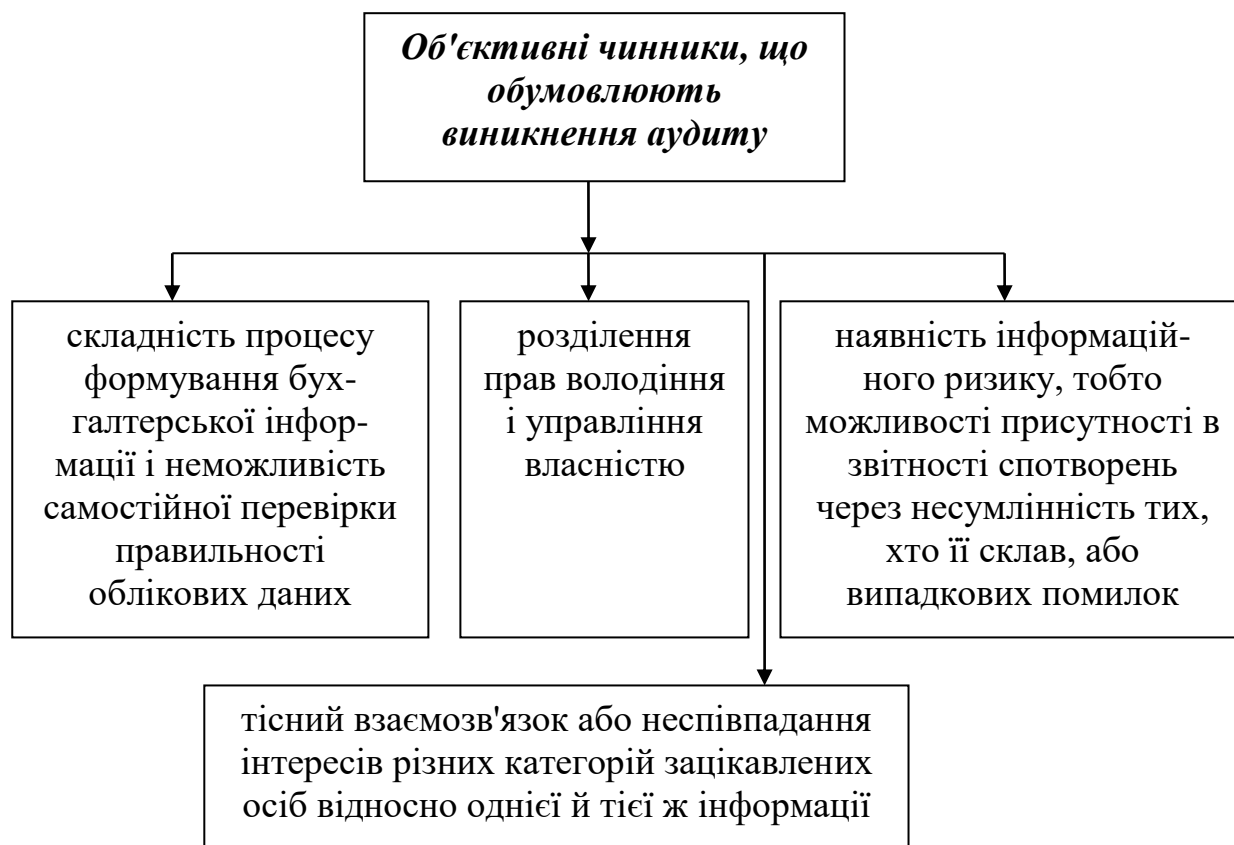 Об'єктивні чинники, що
обумовлюють
виникнення аудиту
складність процесу
формування бух-
галтерської інфор-
мації і неможливість
самостійної перевірки
правильності
облікових даних
розділення
прав володіння
і управління
власністю
наявність інформацій-
ного ризику, тобто
можливості присутності в
звітності спотворень
через несумлінність тих,
хто її склав, або
випадкових помилок
тісний взаємозв'язок або неспівпадання
інтересів різних категорій зацікавлених
осіб відносно однієї й тієї ж інформації